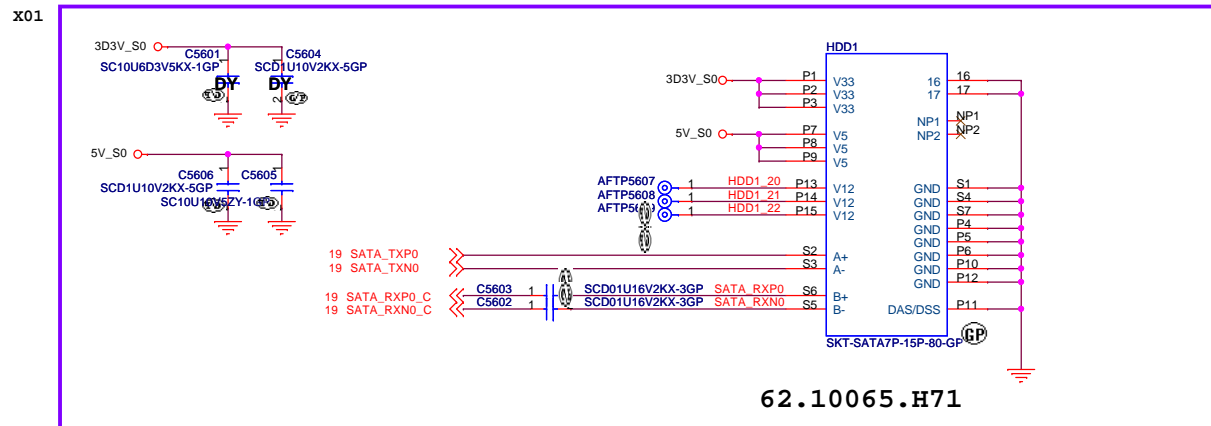 X01
3D3V_S0
C5601
SC10U6D3V5KX-1GP
1
DY
C5604
SCD1U10V2KX-5GP
1
DY
2
5V_S0
C5606
SCD1U10V2KX-5GP
1
C5605
1
HDD1
3D3V_S0
P1 V33
P2 V33
P3 V33
5V_S0
P7 V5
P8 V5
P9 V5
AFTP5607 1 HDD1_20 P13 V12
AFTP5608 1 HDD1_21 P14 V12
1 HDD1_22 P15 V12
19 SATA_TXP0 S2 A+
19 SATA_TXN0 S3 A-
19 SATA_RXP0_C C5603 1 SCD01U16V2KX-3GP SATA_RXP0 S6 B+
19 SATA_RXN0_C C5602 1 SCD01U16V2KX-3GP SATA_RXN0 S5 B-
16 16
17 17
NP1 NP1
NP2 NP2
GND S1
GND S4
GND S7
GND P4
GND P5
GND P6
GND P10
GND P12
DAS/DSS P11
SKT-SATA7P-15P-80-GP
GP
62.10065.H71